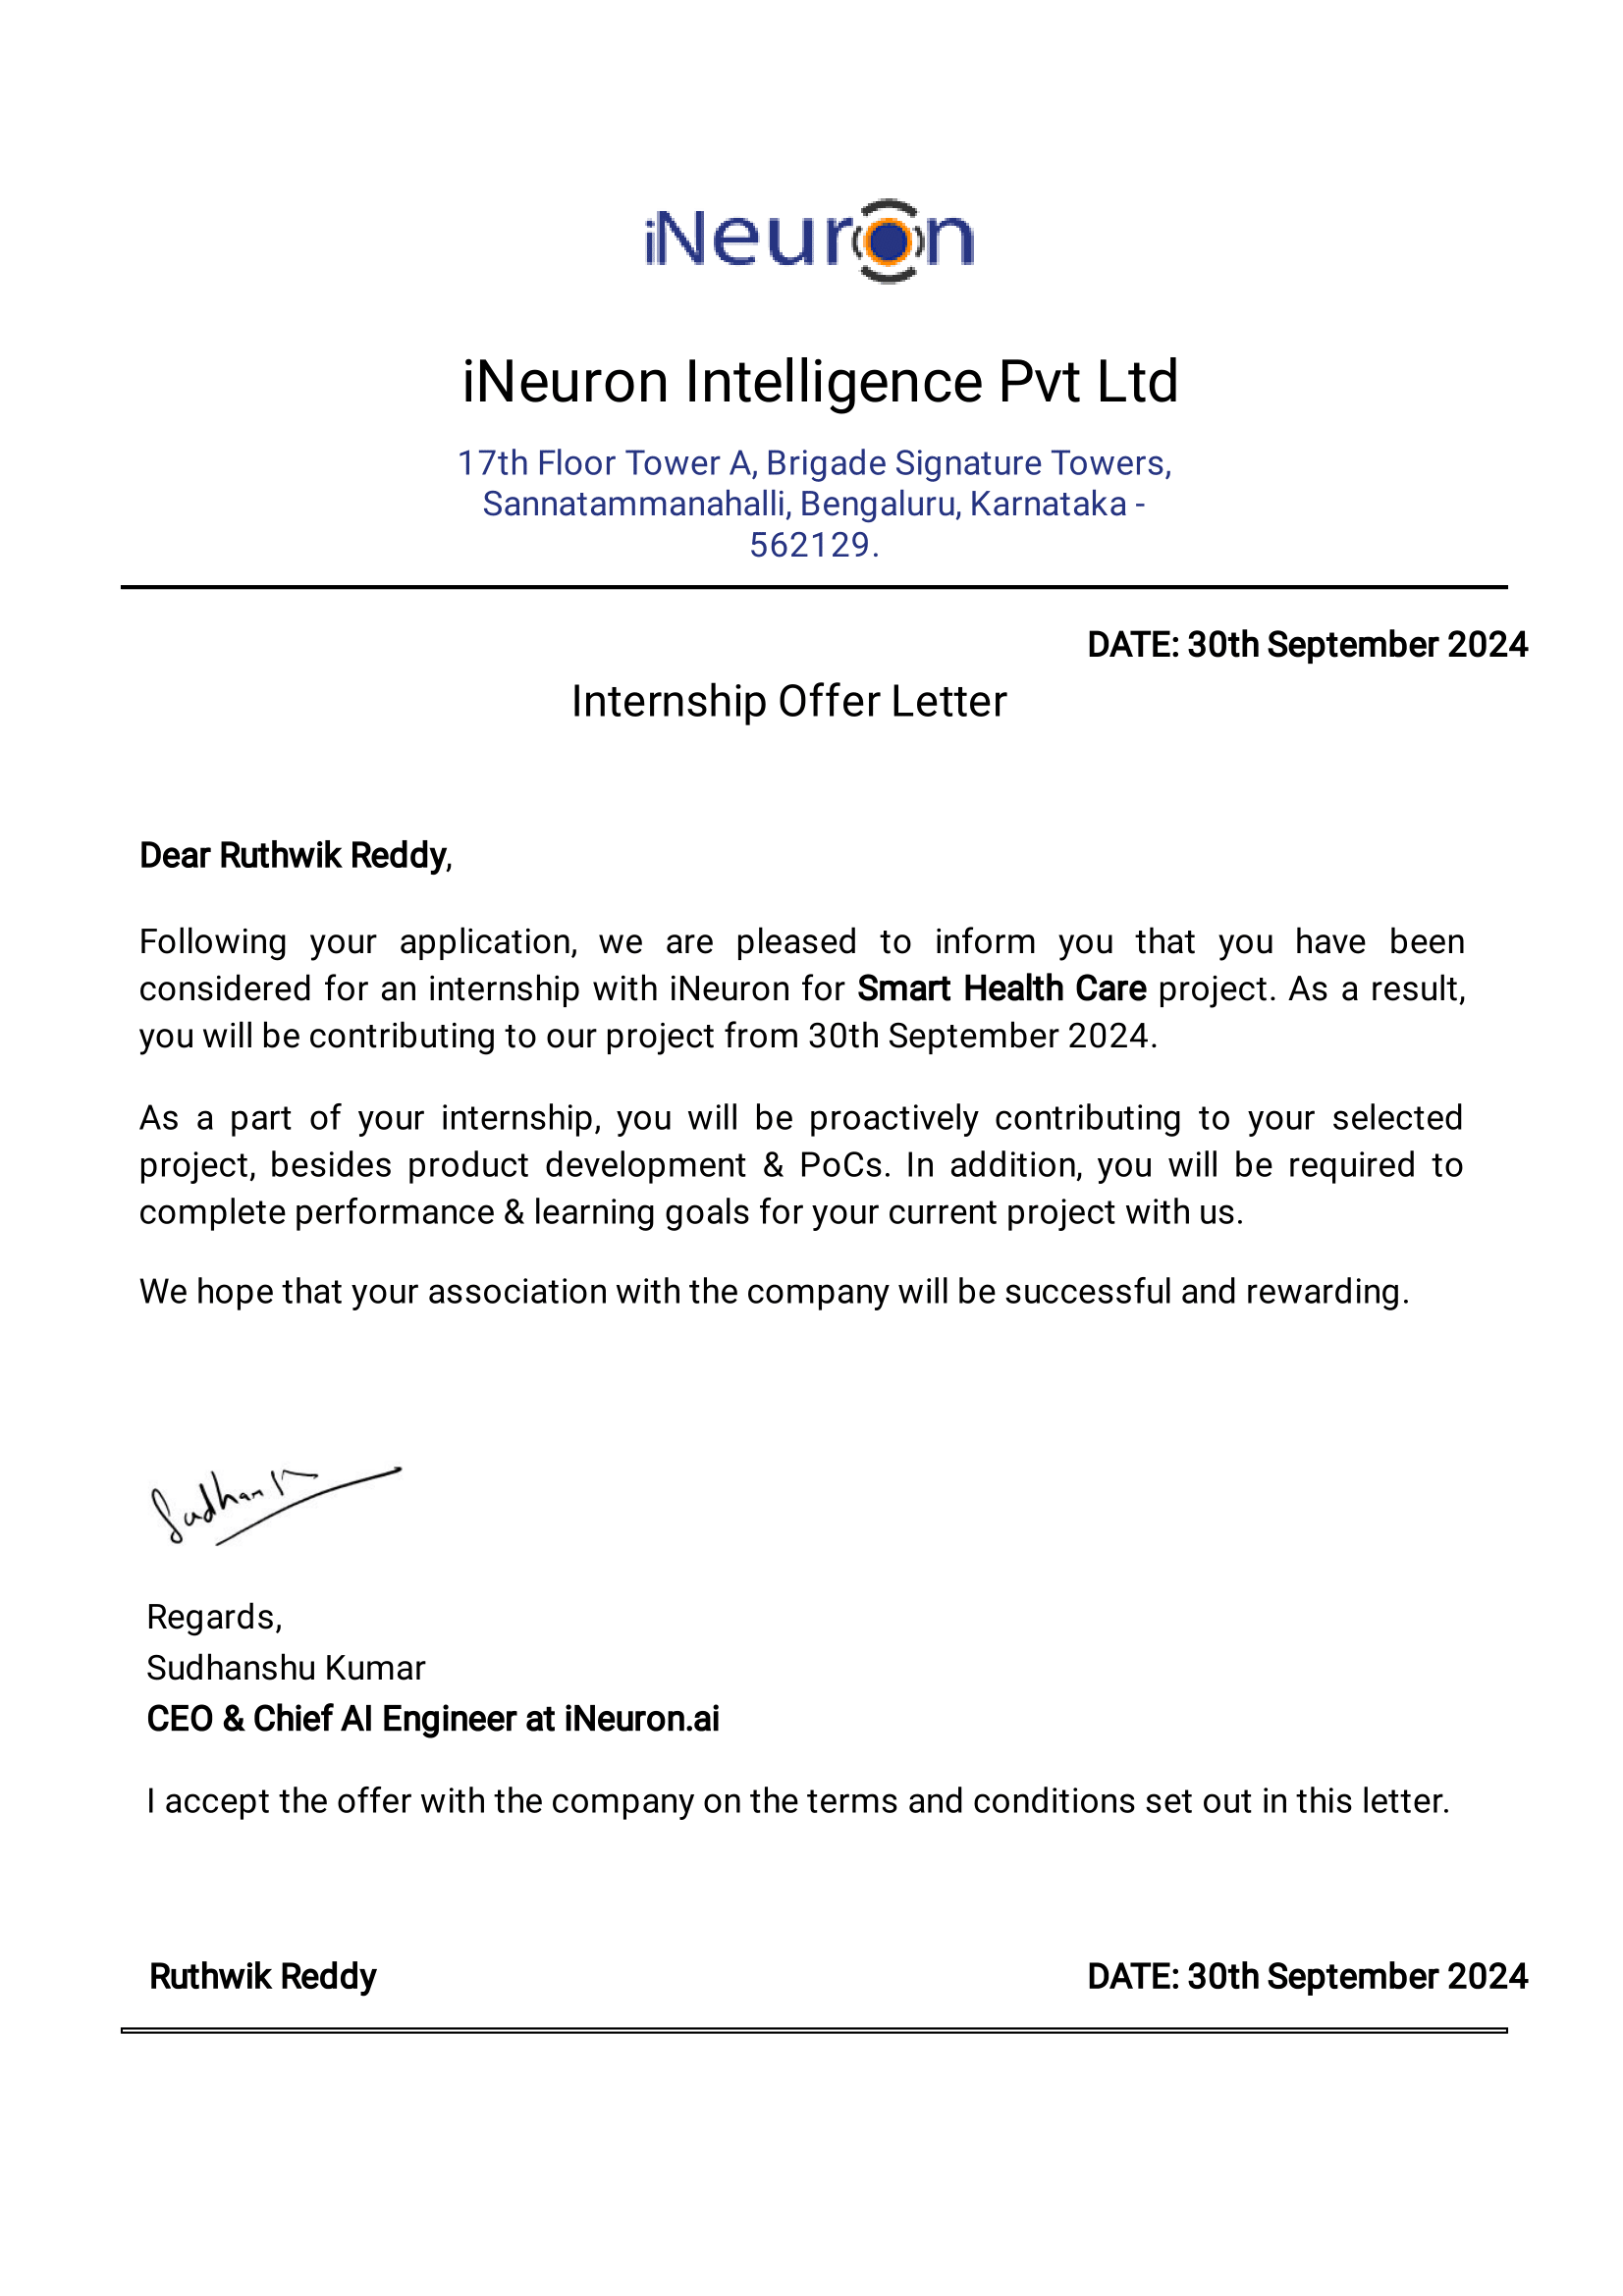 iNeuron
iNeuron Intelligence Pvt Ltd
17th Floor Tower A, Brigade Signature Towers,
Sannatammanahalli, Bengaluru, Karnataka -
562129.
DATE: 30th September 2024
Internship Offer Letter
Dear Ruthwik Reddy,
Following your application, we are pleased to inform you that you have been
considered for an internship with iNeuron for Smart Health Care project. As a result,
you will be contributing to our project from 30th September 2024.
As a part of your internship, you will be proactively contributing to your selected
project, besides product development & PoCs. In addition, you will be required to
complete performance & learning goals for your current project with us.
We hope that your association with the company will be successful and rewarding.
Regards,
Sudhanshu Kumar
CEO & Chief AI Engineer at iNeuron.ai
I accept the offer with the company on the terms and conditions set out in this letter.
Ruthwik Reddy DATE: 30th September 2024